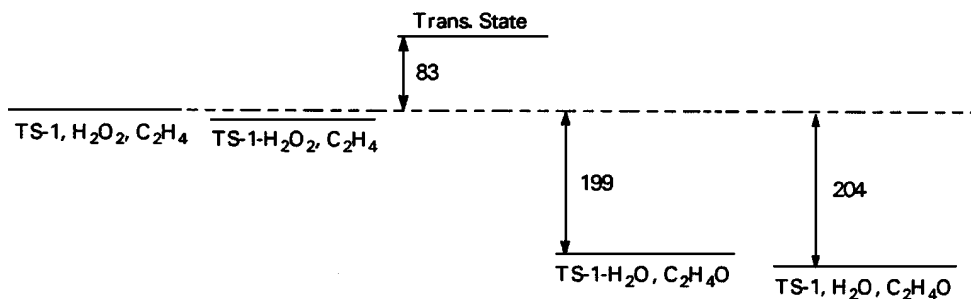 Trans. State
83
TS-1, H₂O₂, C₂H₄
TS-1-H₂O₂, C₂H₄
199
204
TS-1-H₂O, C₂H₄O
TS-1, H₂O, C₂H₄O